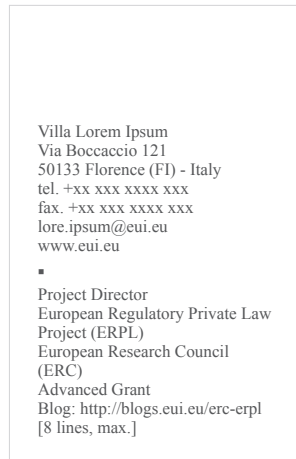 Villa Lorem Ipsum
Via Boccaccio 121
50133 Florence (FI) - Italy
tel. +xx xxx xxxx xxx
fax. +xx xxx xxxx xxx
lore.ipsum@eui.eu
www.eui.eu
▪
Project Director
European Regulatory Private Law
Project (ERPL)
European Research Council
(ERC)
Advanced Grant
Blog: http://blogs.eui.eu/erc-erpl
[8 lines, max.]